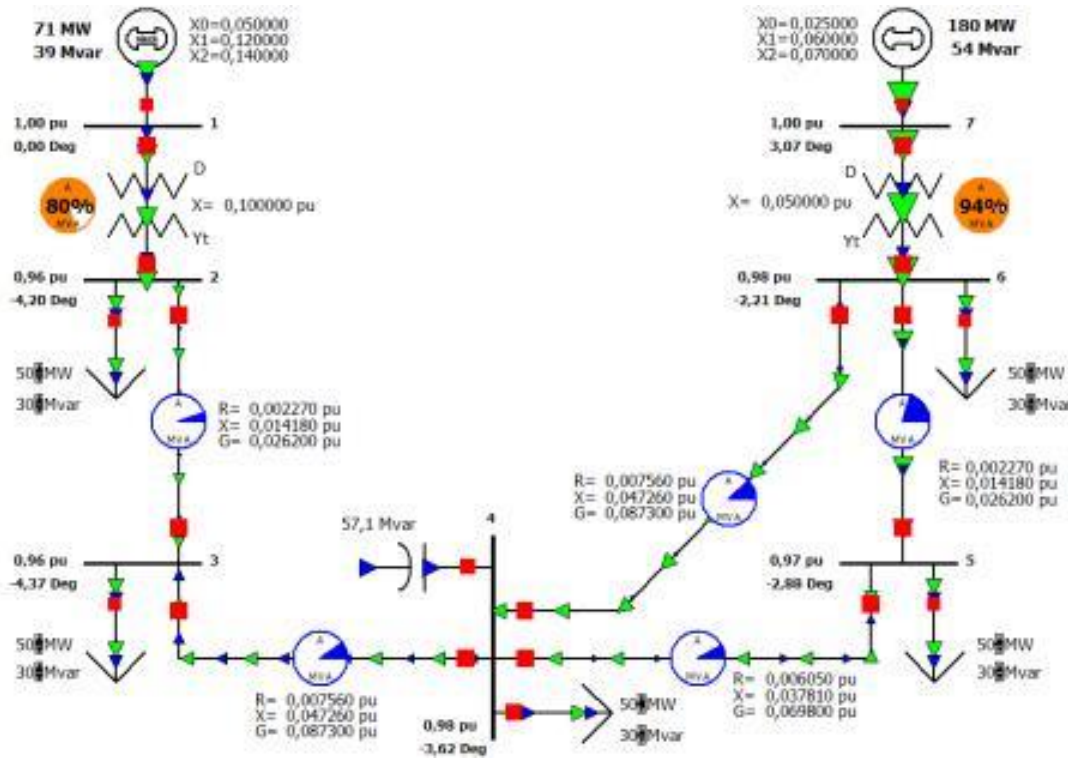 71 MW
39 Mvar
X0=0,050000
X1=0,120000
X2=0,140000
X0=0,025000
X1=0,060000
X2=0,070000
180 MW
54 Mvar
1,00 pu
1
0,00 Deg
1,00 pu
7
3,07 Deg
D
A
80%
MVA
X= 0,100000 pu
Yt
D
X= 0,050000 pu
A
94%
MVA
Yt
0,96 pu
2
-4,20 Deg
0,98 pu
6
-2,21 Deg
50 MW
30 Mvar
A
MVA
R= 0,002270 pu
X= 0,014180 pu
G= 0,026200 pu
50 MW
30 Mvar
A
MVA
R= 0,002270 pu
X= 0,014180 pu
G= 0,026200 pu
R= 0,007560 pu
X= 0,047260 pu
G= 0,087300 pu
A
MVA
57,1 Mvar
4
0,96 pu
3
-4,37 Deg
0,97 pu
5
-2,88 Deg
50 MW
30 Mvar
A
MVA
R= 0,007560 pu
X= 0,047260 pu
G= 0,087300 pu
A
MVA
R= 0,006050 pu
X= 0,037810 pu
G= 0,069800 pu
50 MW
30 Mvar
0,98 pu
-3,62 Deg
50 MW
30 Mvar